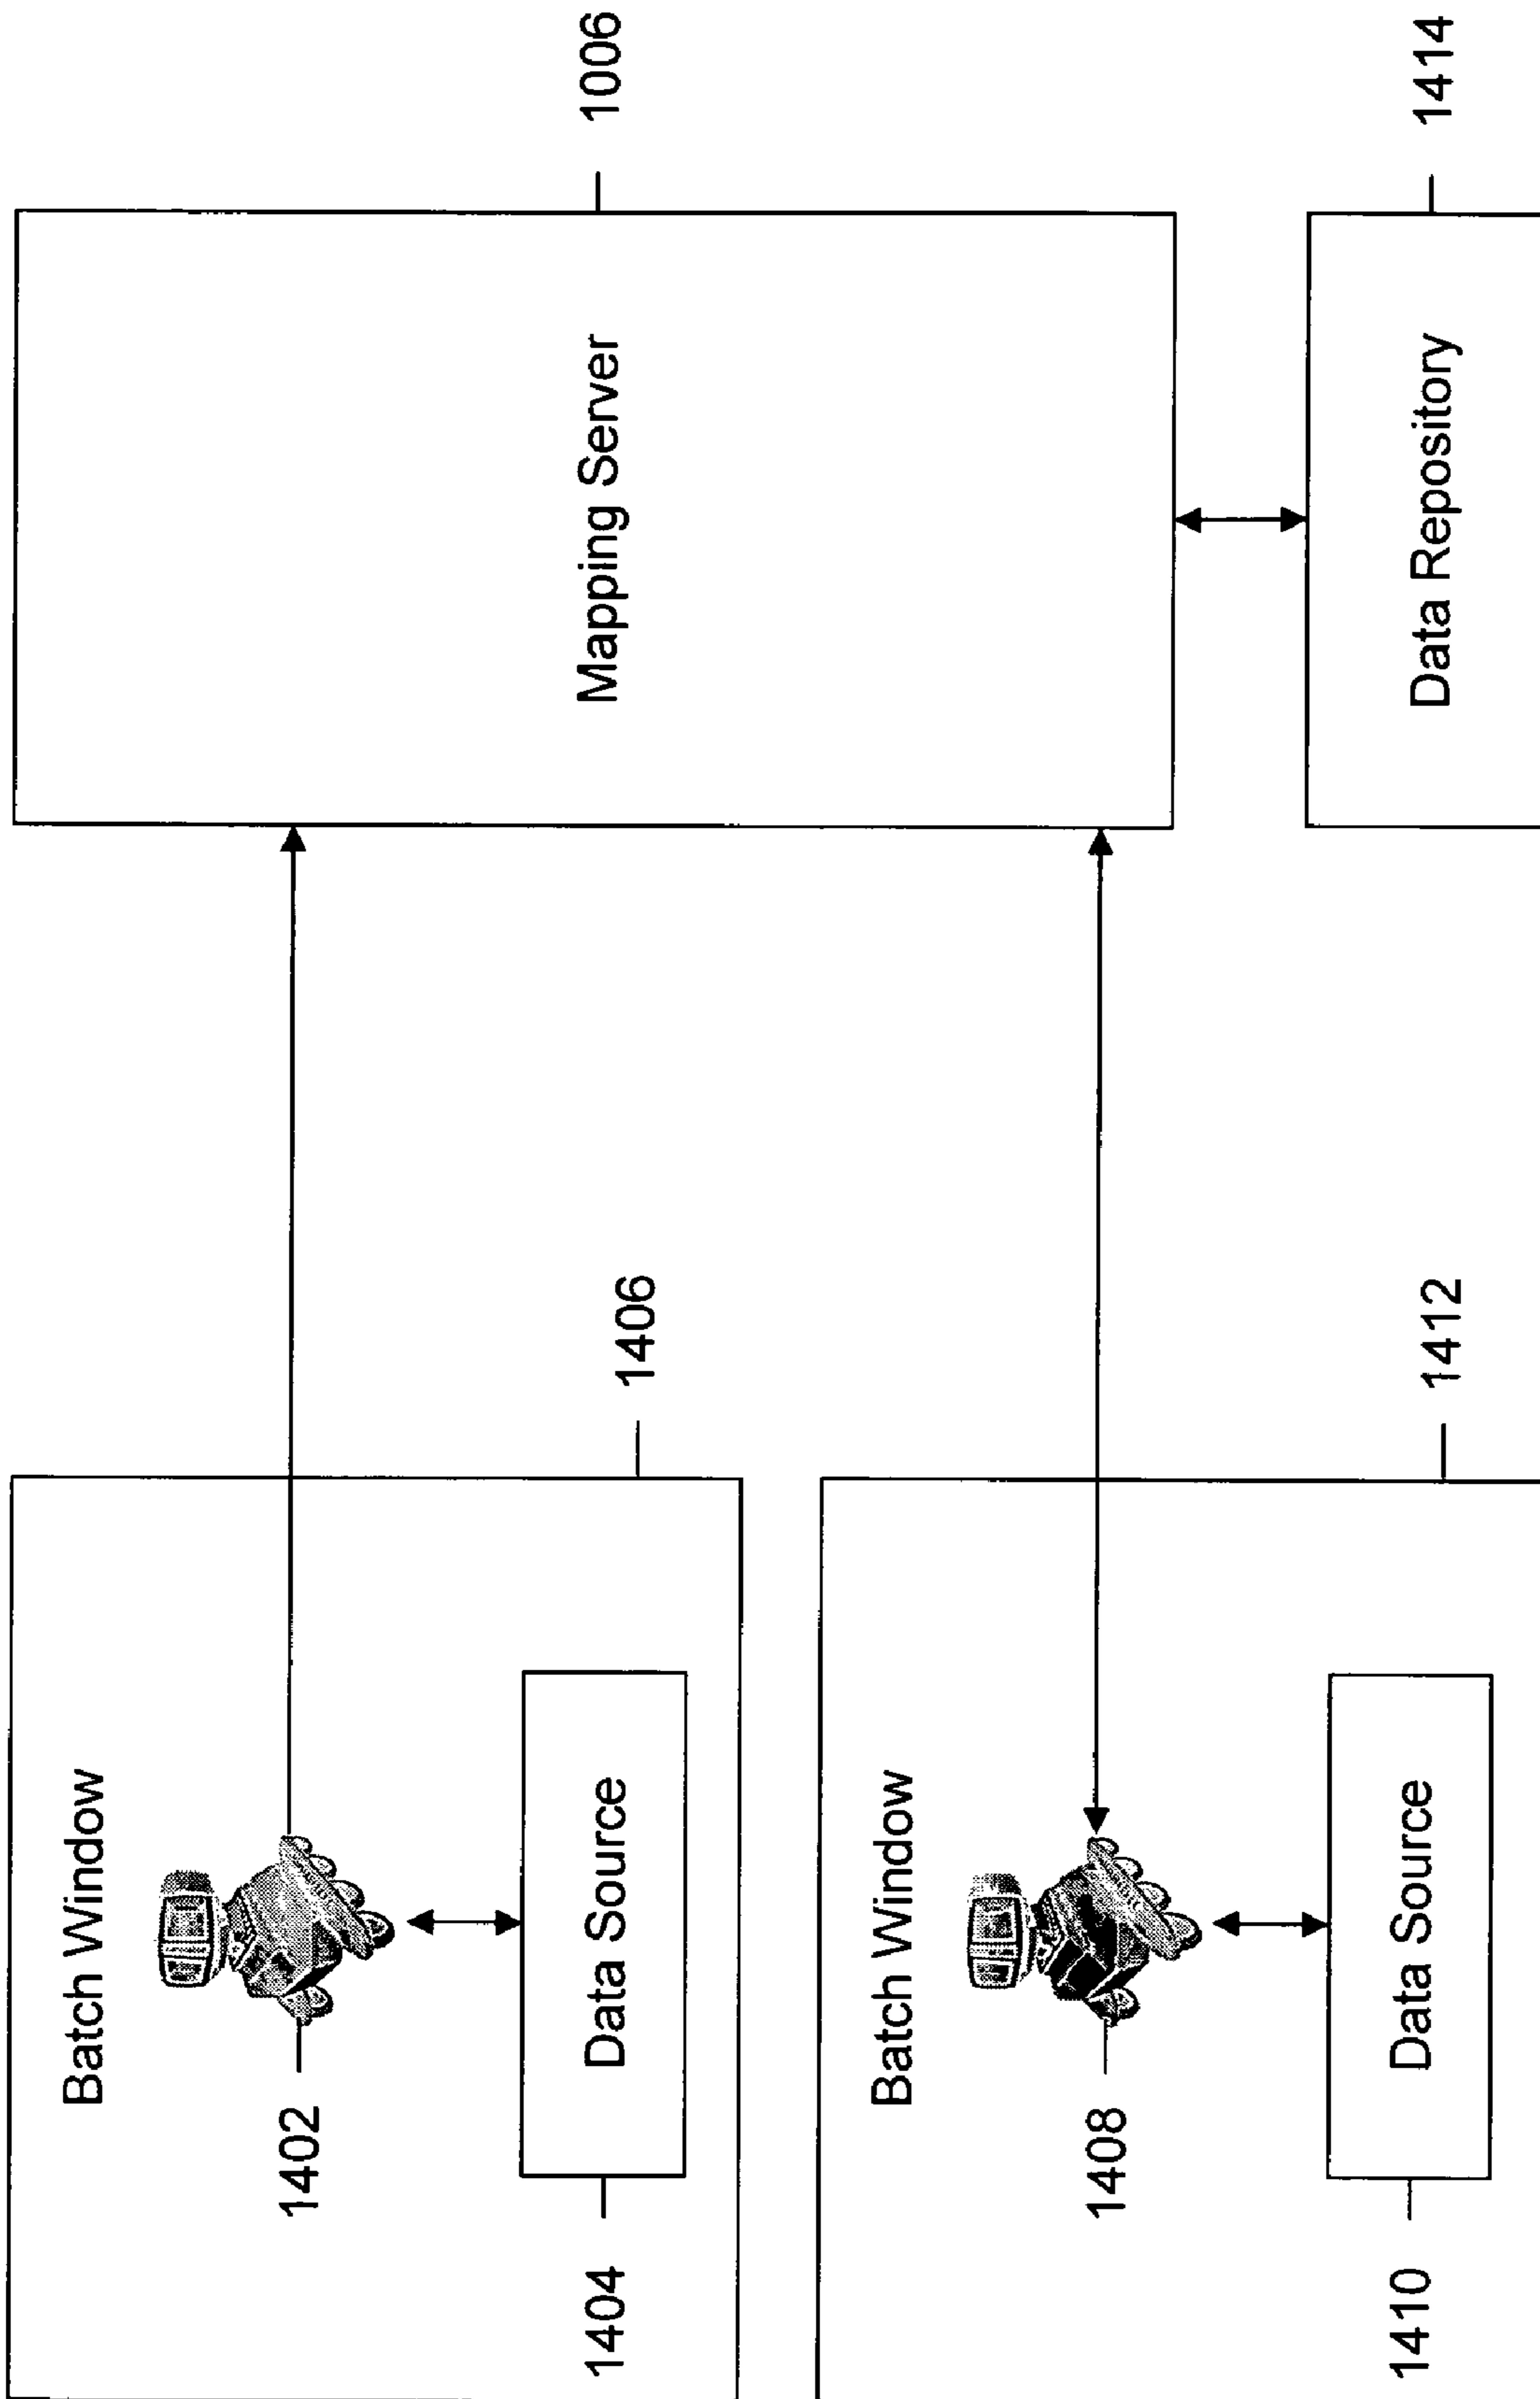 Batch Window
1402
1404
Data Source
1406
Mapping Server
1006
Batch Window
1408
1410
Data Source
1412
Data Repository
1414